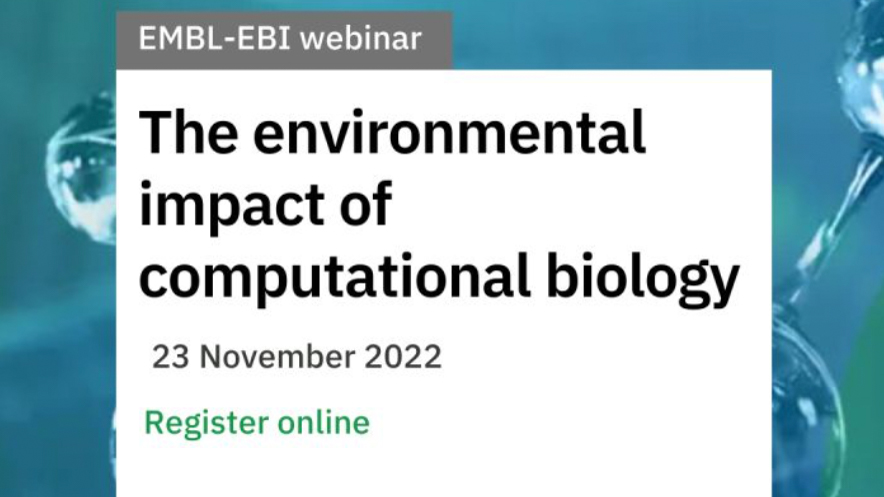 EMBL-EBI webinar
The environmental
impact of
computational biology
23 November 2022
Register online